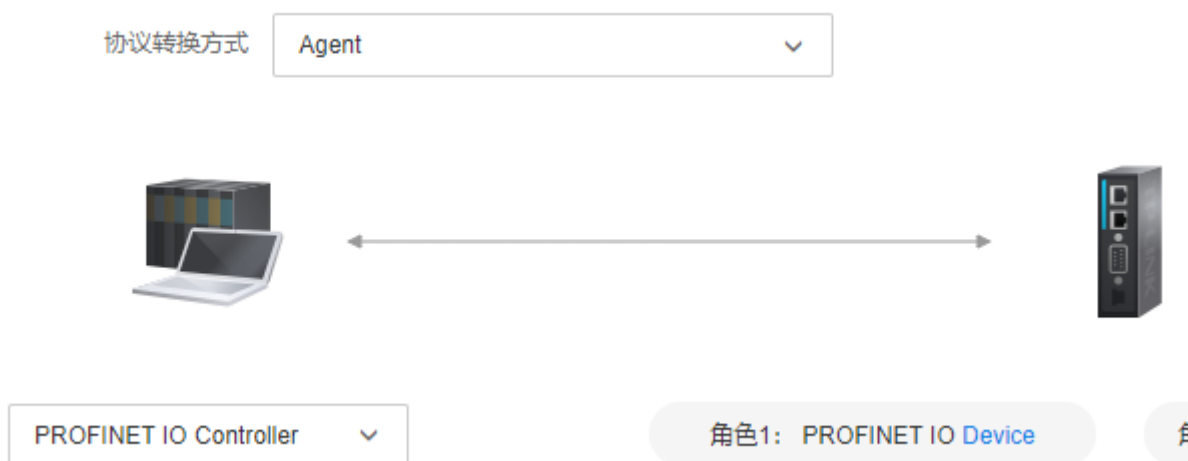 协议转换方式 Agent
PROFINET IO Controller
角色1： PROFINET IO Device